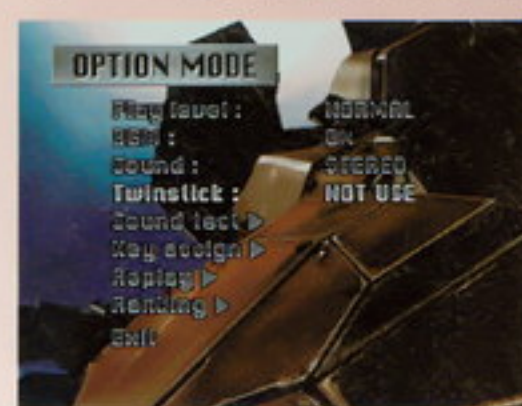 OPTION MODE
Play level : NORMAL
BGM : ON
Sound : STEREO
Twinstick : NOT USE
Sound test ▶
Key assign ▶
Replay ▶
Ranking ▶
Exit